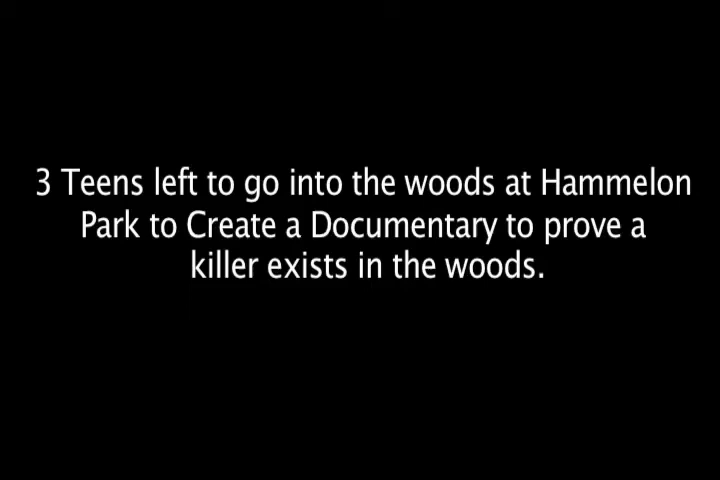 3 Teens left to go into the woods at Hammelon
Park to Create a Documentary to prove a
killer exists in the woods.